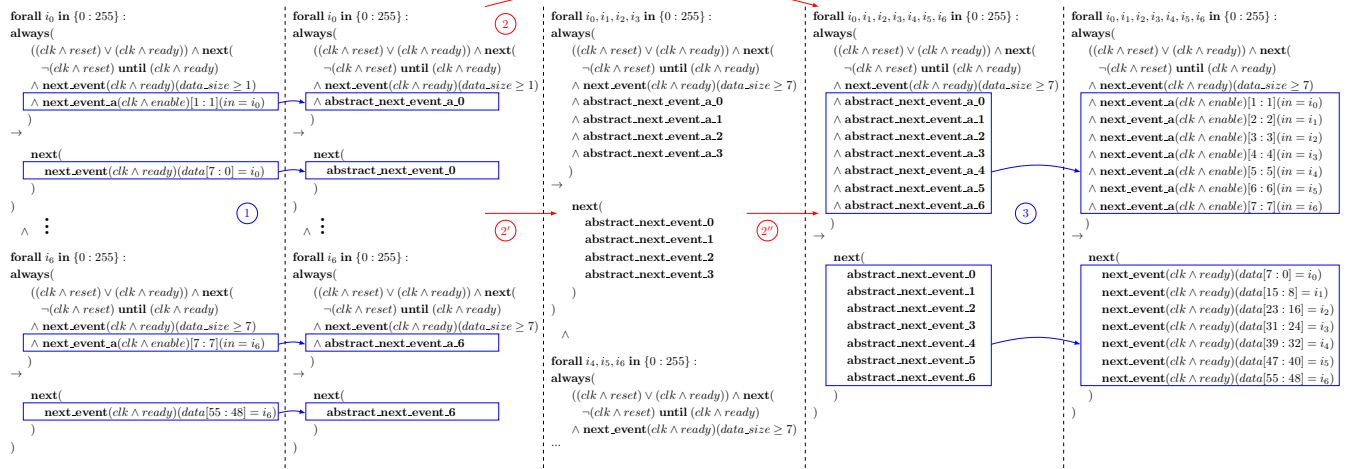 forall i₀ in {0 : 255} :
always(
((clk ∧ reset) ∨ (clk ∧ ready)) ∧ next(
¬(clk ∧ reset) until (clk ∧ ready)
∧ next_event(clk ∧ ready)(data_size ≥ 1)
∧ next_event_a(clk ∧ enable)[1 : 1](in = i₀)
)
→
next(
next_event(clk ∧ ready)(data[7 : 0] = i₀)
)
)
∧ ⋮
forall i₆ in {0 : 255} :
always(
((clk ∧ reset) ∨ (clk ∧ ready)) ∧ next(
¬(clk ∧ reset) until (clk ∧ ready)
∧ next_event(clk ∧ ready)(data_size ≥ 7)
∧ next_event_a(clk ∧ enable)[7 : 7](in = i₆)
)
→
next(
next_event(clk ∧ ready)(data[55 : 48] = i₆)
)
)
1
forall i₀ in {0 : 255} :
always(
((clk ∧ reset) ∨ (clk ∧ ready)) ∧ next(
¬(clk ∧ reset) until (clk ∧ ready)
∧ next_event(clk ∧ ready)(data_size ≥ 1)
∧ abstract_next_event_a_0
)
→
next(
abstract_next_event_0
)
)
∧ ⋮
forall i₆ in {0 : 255} :
always(
((clk ∧ reset) ∨ (clk ∧ ready)) ∧ next(
¬(clk ∧ reset) until (clk ∧ ready)
∧ next_event(clk ∧ ready)(data_size ≥ 7)
∧ abstract_next_event_a_6
)
→
next(
abstract_next_event_6
)
)
2
2′
forall i₀, i₁, i₂, i₃ in {0 : 255} :
always(
((clk ∧ reset) ∨ (clk ∧ ready)) ∧ next(
¬(clk ∧ reset) until (clk ∧ ready)
∧ next_event(clk ∧ ready)(data_size ≥ 7)
∧ abstract_next_event_a_0
∧ abstract_next_event_a_1
∧ abstract_next_event_a_2
∧ abstract_next_event_a_3
)
→
next(
abstract_next_event_0
abstract_next_event_1
abstract_next_event_2
abstract_next_event_3
)
)
∧
forall i₄, i₅, i₆ in {0 : 255} :
always(
((clk ∧ reset) ∨ (clk ∧ ready)) ∧ next(
¬(clk ∧ reset) until (clk ∧ ready)
∧ next_event(clk ∧ ready)(data_size ≥ 7)
...
2′′
forall i₀, i₁, i₂, i₃, i₄, i₅, i₆ in {0 : 255} :
always(
((clk ∧ reset) ∨ (clk ∧ ready)) ∧ next(
¬(clk ∧ reset) until (clk ∧ ready)
∧ next_event(clk ∧ ready)(data_size ≥ 7)
∧ abstract_next_event_a_0
∧ abstract_next_event_a_1
∧ abstract_next_event_a_2
∧ abstract_next_event_a_3
∧ abstract_next_event_a_4
∧ abstract_next_event_a_5
∧ abstract_next_event_a_6
)
→
next(
abstract_next_event_0
abstract_next_event_1
abstract_next_event_2
abstract_next_event_3
abstract_next_event_4
abstract_next_event_5
abstract_next_event_6
)
)
3
forall i₀, i₁, i₂, i₃, i₄, i₅, i₆ in {0 : 255} :
always(
((clk ∧ reset) ∨ (clk ∧ ready)) ∧ next(
¬(clk ∧ reset) until (clk ∧ ready)
∧ next_event(clk ∧ ready)(data_size ≥ 7)
∧ next_event_a(clk ∧ enable)[1 : 1](in = i₀)
∧ next_event_a(clk ∧ enable)[2 : 2](in = i₁)
∧ next_event_a(clk ∧ enable)[3 : 3](in = i₂)
∧ next_event_a(clk ∧ enable)[4 : 4](in = i₃)
∧ next_event_a(clk ∧ enable)[5 : 5](in = i₄)
∧ next_event_a(clk ∧ enable)[6 : 6](in = i₅)
∧ next_event_a(clk ∧ enable)[7 : 7](in = i₆)
)
→
next(
next_event(clk ∧ ready)(data[7 : 0] = i₀)
next_event(clk ∧ ready)(data[15 : 8] = i₁)
next_event(clk ∧ ready)(data[23 : 16] = i₂)
next_event(clk ∧ ready)(data[31 : 24] = i₃)
next_event(clk ∧ ready)(data[39 : 32] = i₄)
next_event(clk ∧ ready)(data[47 : 40] = i₅)
next_event(clk ∧ ready)(data[55 : 48] = i₆)
)
)